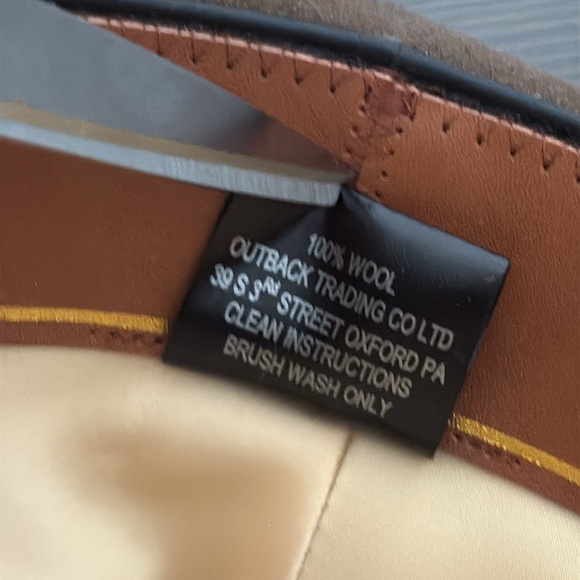 100% WOOL
OUTBACK TRADING CO LTD
39 S 3RD STREET OXFORD PA
CLEAN INSTRUCTIONS
BRUSH WASH ONLY